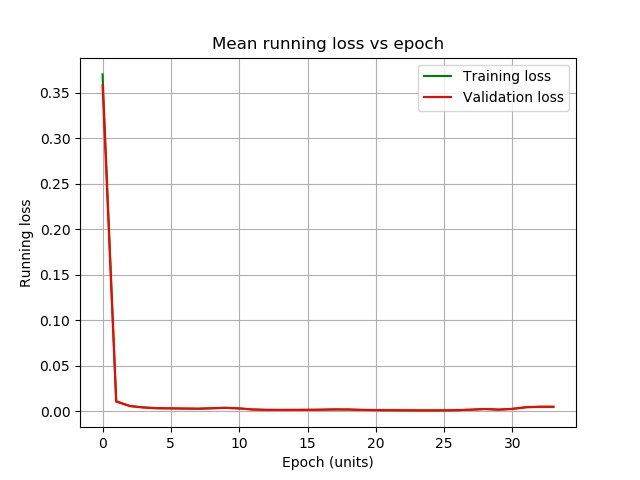 Mean running loss vs epoch
Training loss
Validation loss
0.35
0.30
0.25
0.20
0.15
0.10
0.05
0.00
Running loss
0 5 10 15 20 25 30
Epoch (units)